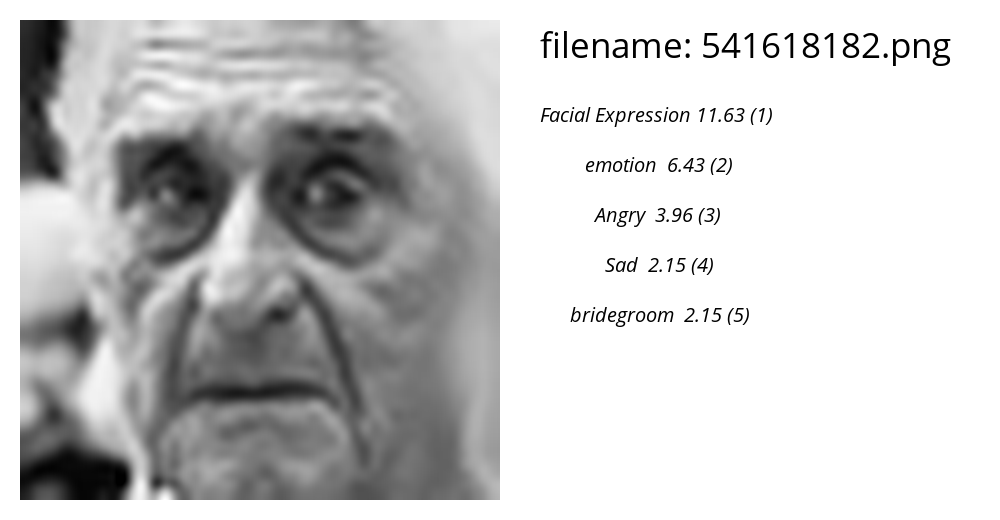 filename: 541618182.png
Facial Expression 11.63 (1)
emotion 6.43 (2)
Angry 3.96 (3)
Sad 2.15 (4)
bridegroom 2.15 (5)